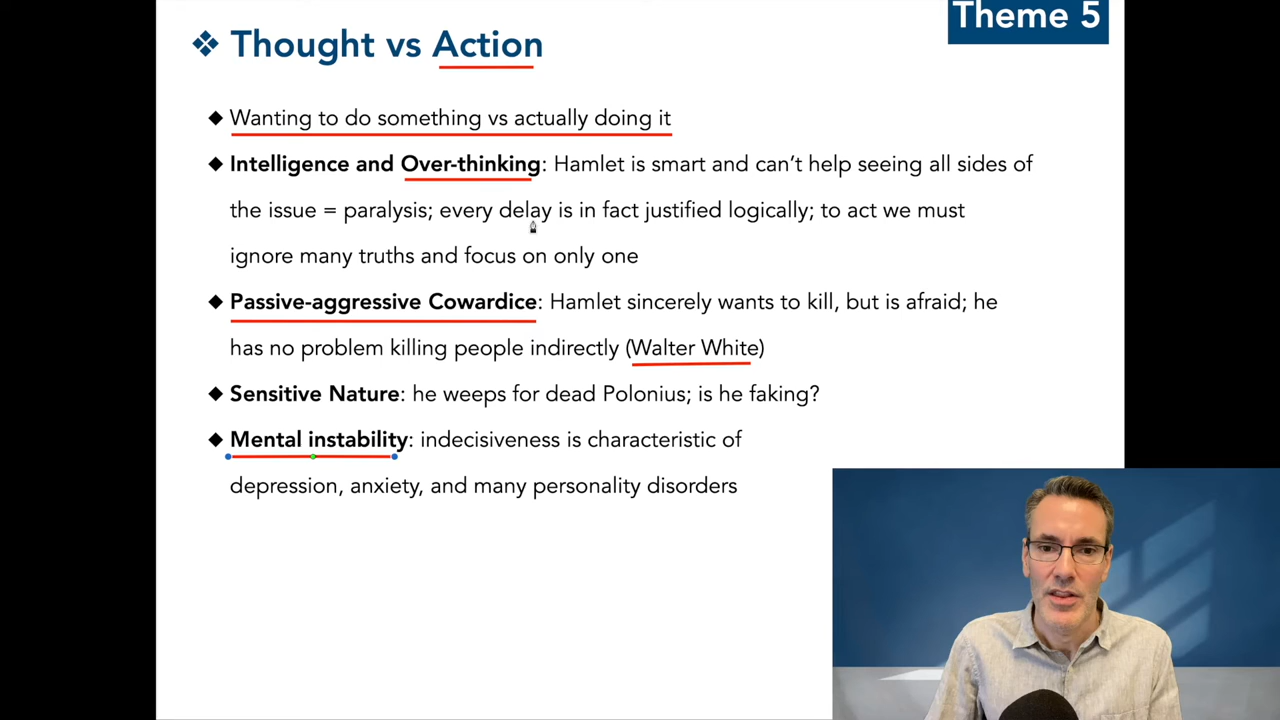 Theme 5
❖ Thought vs Action
◆ Wanting to do something vs actually doing it
◆ Intelligence and Over-thinking: Hamlet is smart and can’t help seeing all sides of
the issue = paralysis; every delay is in fact justified logically; to act we must
ignore many truths and focus on only one
◆ Passive-aggressive Cowardice: Hamlet sincerely wants to kill, but is afraid; he
has no problem killing people indirectly (Walter White)
◆ Sensitive Nature: he weeps for dead Polonius; is he faking?
◆ Mental instability: indecisiveness is characteristic of
depression, anxiety, and many personality disorders